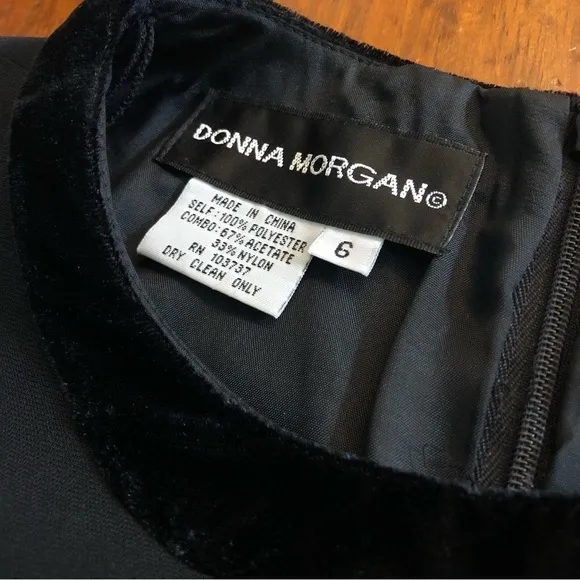 DONNA MORGAN©
MADE IN CHINA
SELF:100% POLYESTER
COMBO:67% ACETATE
33% NYLON
RN 103737
DRY CLEAN ONLY
6